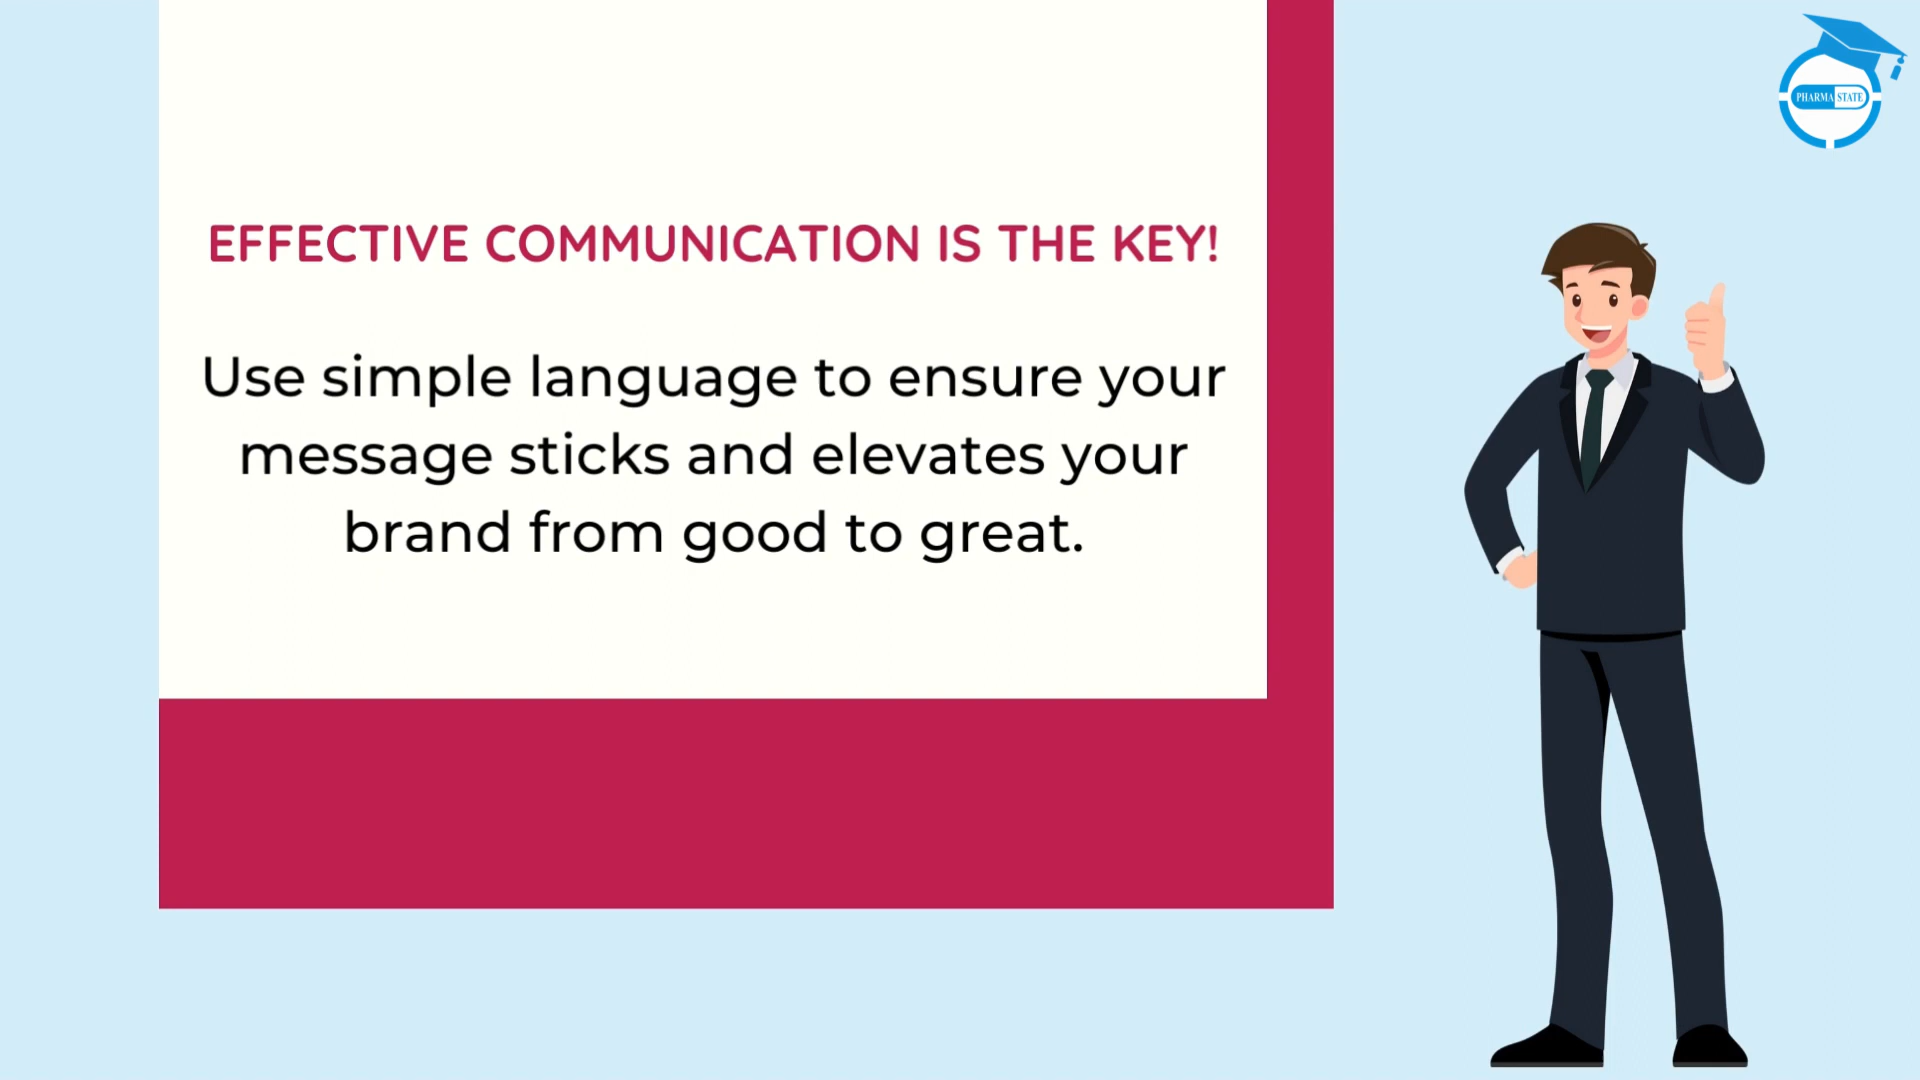 PHARMA STATE
EFFECTIVE COMMUNICATION IS THE KEY!
Use simple language to ensure your
message sticks and elevates your
brand from good to great.